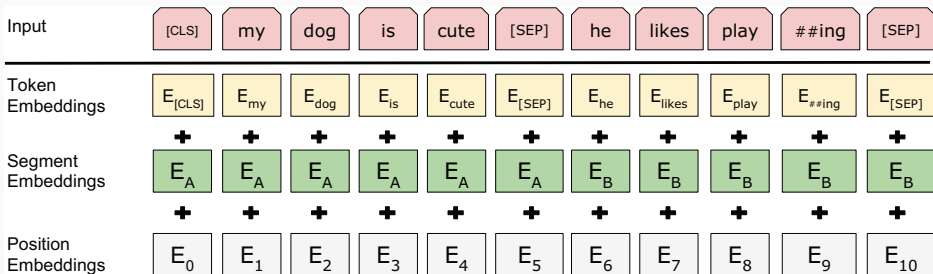 Input [CLS] my dog is cute [SEP] he likes play ##ing [SEP]
Token
Embeddings E[CLS] Emy Edog Eis Ecute E[SEP] Ehe Elikes Eplay E##ing E[SEP]
+ + + + + + + + + + +
Segment
Embeddings EA EA EA EA EA EA EB EB EB EB EB
+ + + + + + + + + + +
Position
Embeddings E0 E1 E2 E3 E4 E5 E6 E7 E8 E9 E10